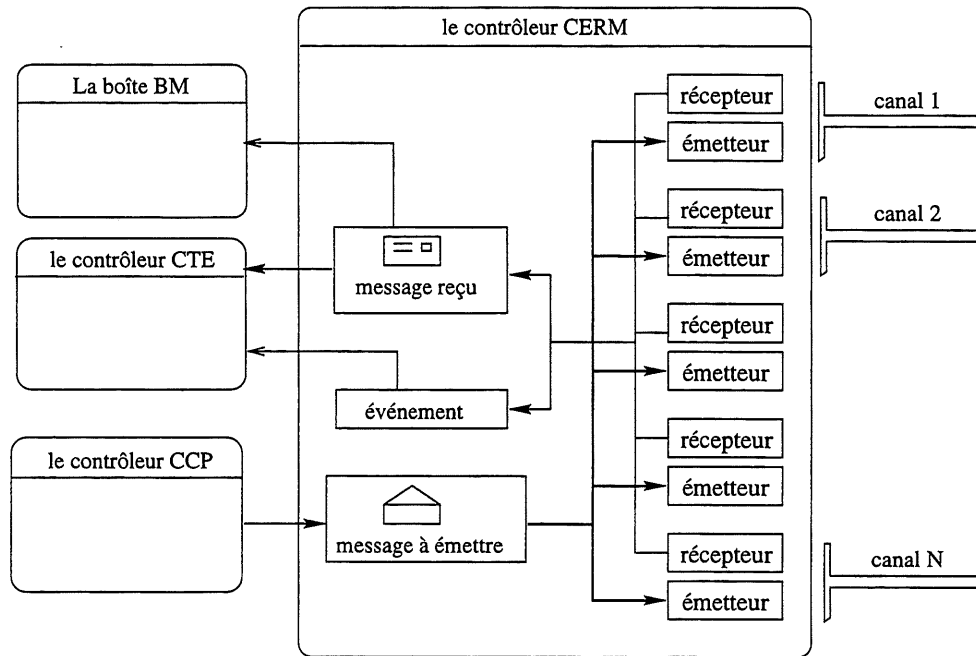 le contrôleur CERM
La boîte BM
le contrôleur CTE
le contrôleur CCP
message reçu
événement
message à émettre
récepteur
émetteur
récepteur
émetteur
récepteur
émetteur
récepteur
émetteur
récepteur
émetteur
canal 1
canal 2
canal N